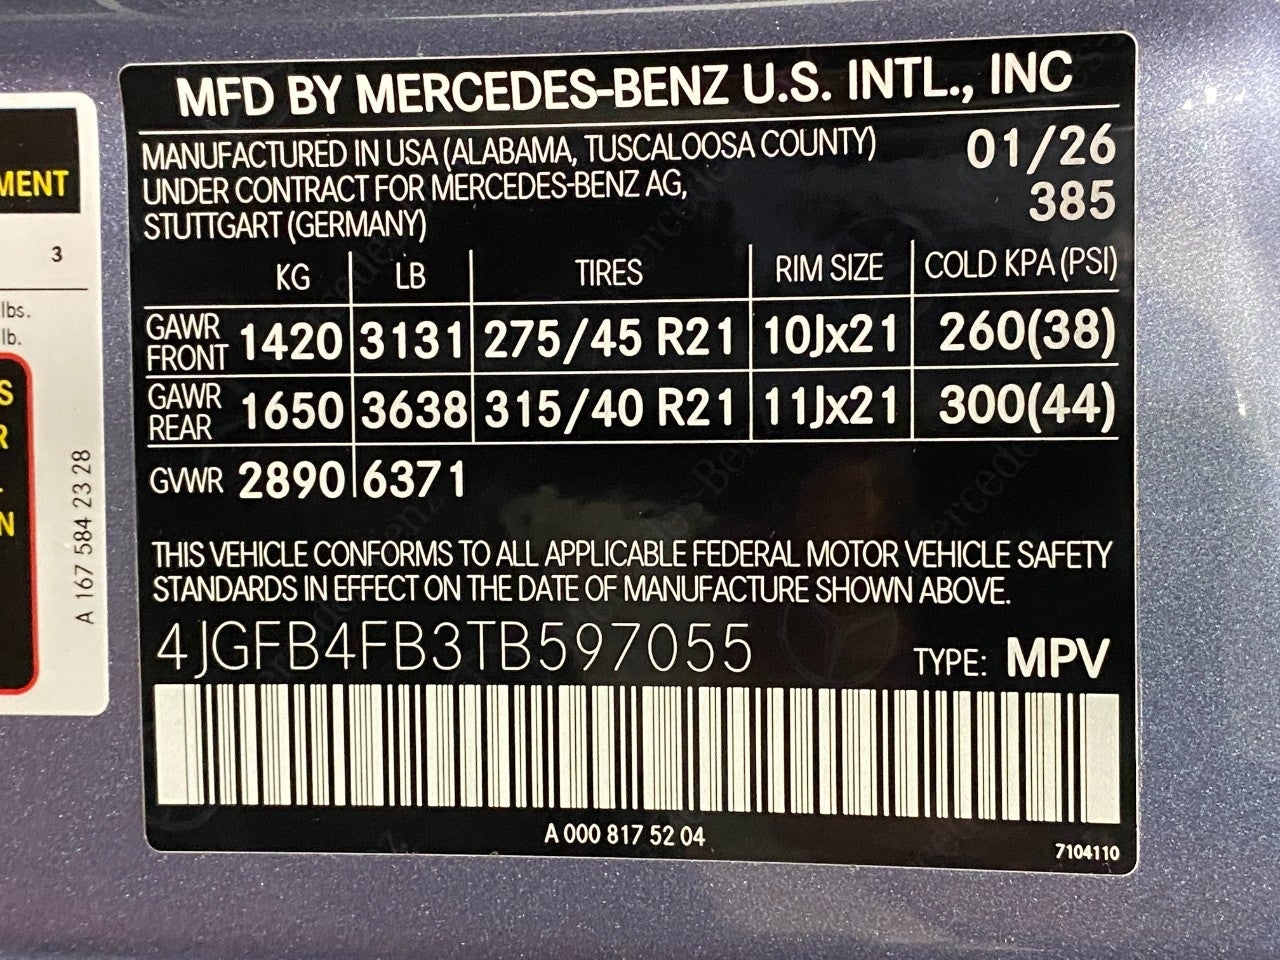 MFD BY MERCEDES-BENZ U.S. INTL., INC
MANUFACTURED IN USA (ALABAMA, TUSCALOOSA COUNTY) 01/26
UNDER CONTRACT FOR MERCEDES-BENZ AG, 385
STUTTGART (GERMANY)
KG LB TIRES RIM SIZE COLD KPA (PSI)
GAWR FRONT 1420 3131 275/45 R21 10Jx21 260(38)
GAWR REAR 1650 3638 315/40 R21 11Jx21 300(44)
GVWR 2890 6371
THIS VEHICLE CONFORMS TO ALL APPLICABLE FEDERAL MOTOR VEHICLE SAFETY
STANDARDS IN EFFECT ON THE DATE OF MANUFACTURE SHOWN ABOVE.
4JGFB4FB3TB597055 TYPE: MPV
A 000 817 52 04
7104110
3
lbs.
lb.
A 167 584 23 28